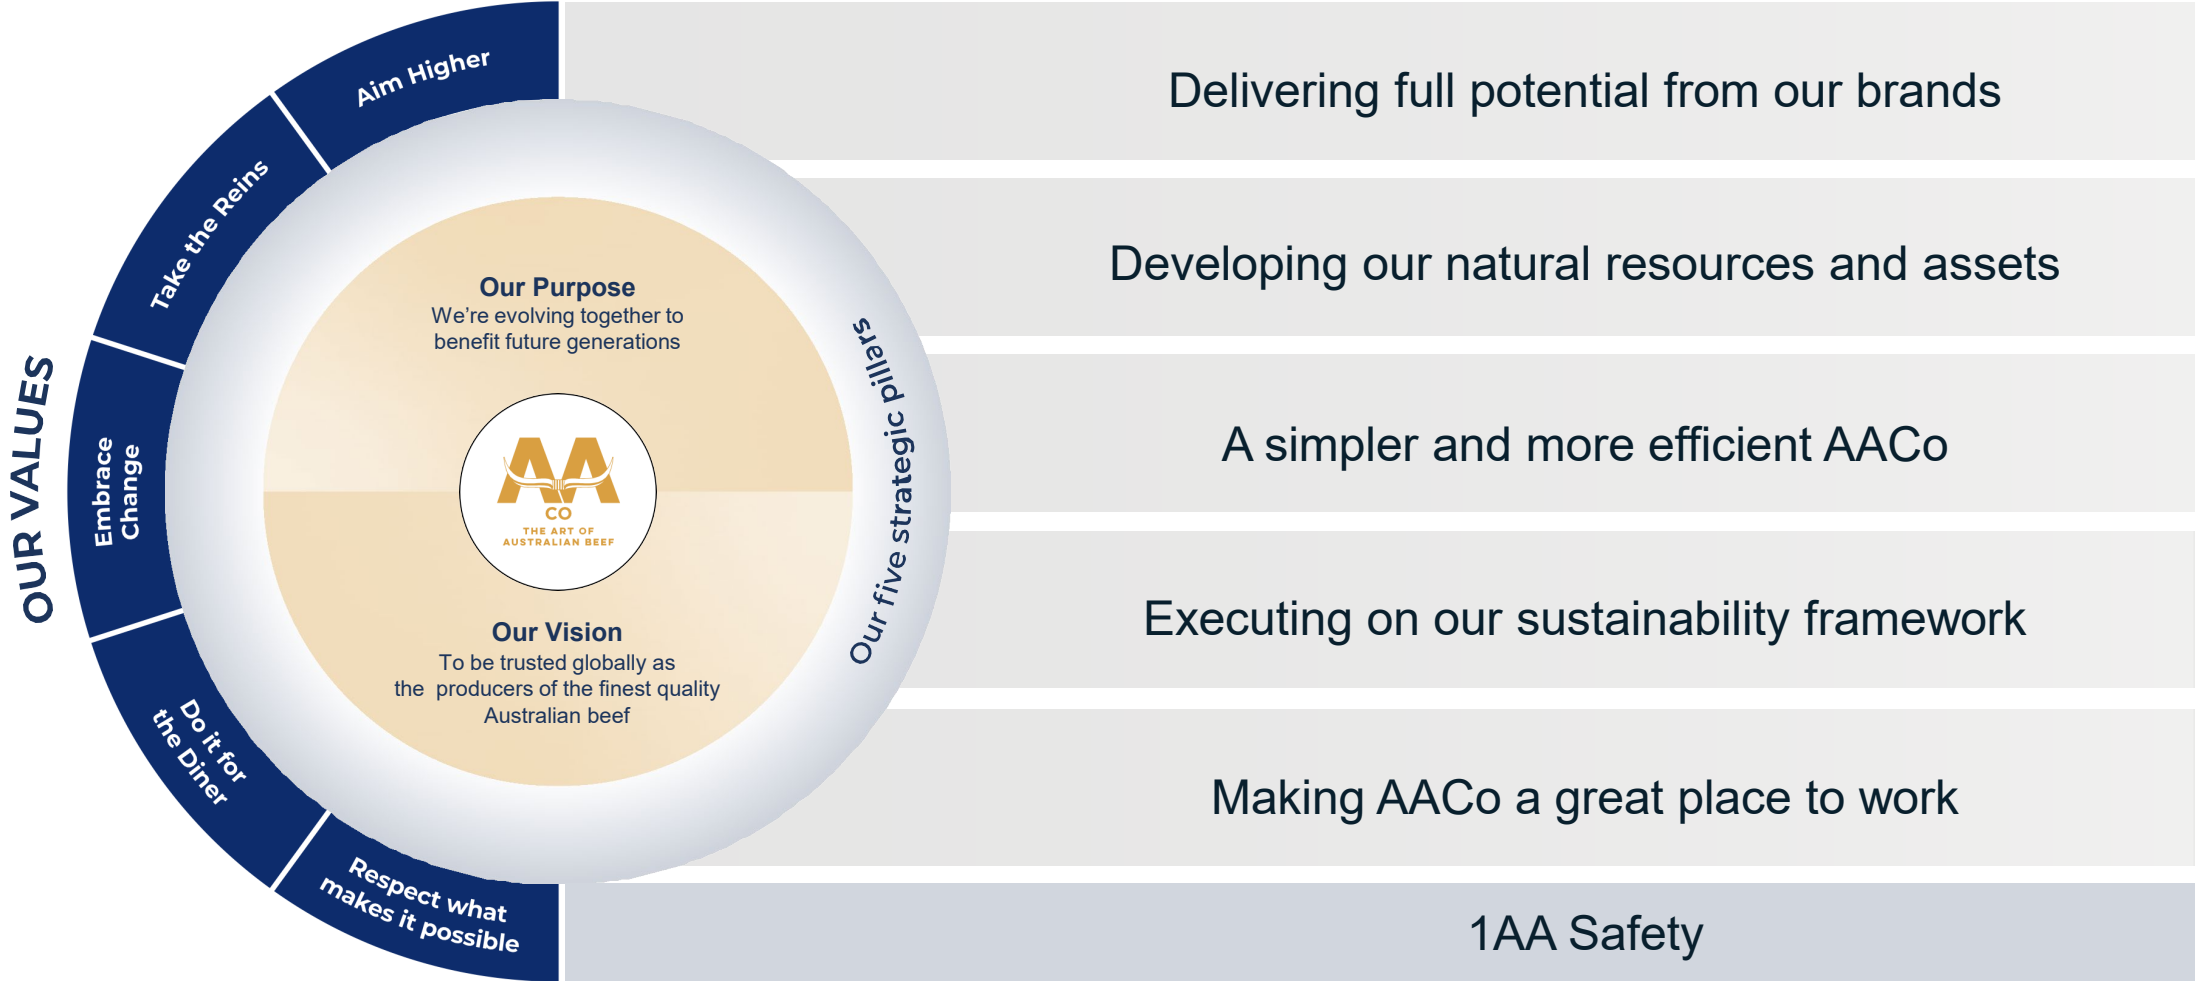 OUR VALUES
Aim Higher
Take the Reins
Embrace
Change
Do it for
the Diner
Respect what
makes it possible
Our Purpose
We’re evolving together to
benefit future generations
AA
CO
THE ART OF
AUSTRALIAN BEEF
Our Vision
To be trusted globally as
the producers of the finest quality
Australian beef
Our five strategic pillars
Delivering full potential from our brands
Developing our natural resources and assets
A simpler and more efficient AACo
Executing on our sustainability framework
Making AACo a great place to work
1AA Safety